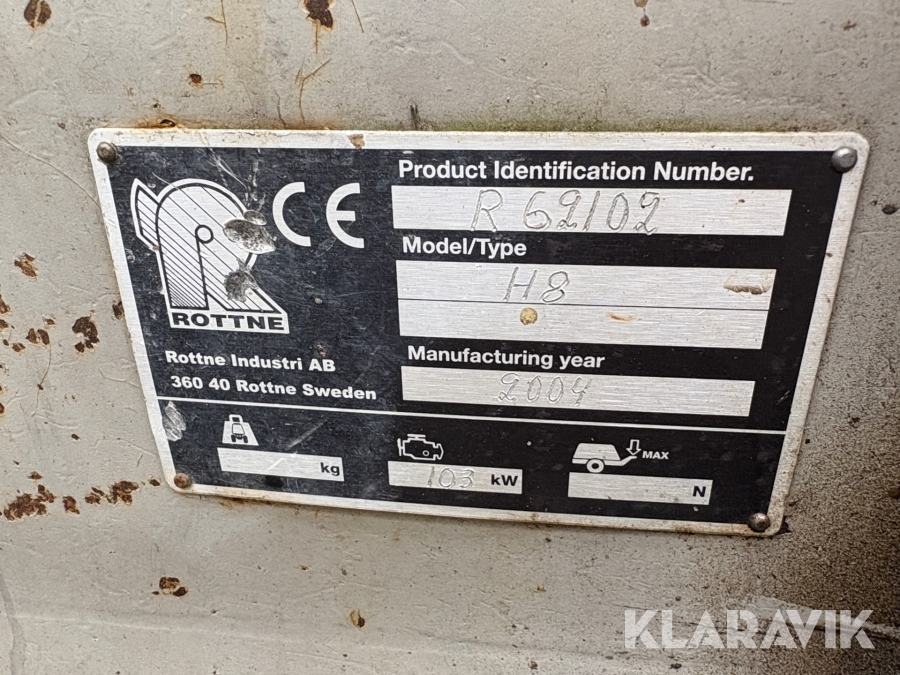 Product Identification Number.
R 62102
Model/Type
H8
Manufacturing year
2004
CE
ROTTNE
Rottne Industri AB
360 40 Rottne Sweden
kg
103 kW
MAX
N
KLARAVIK